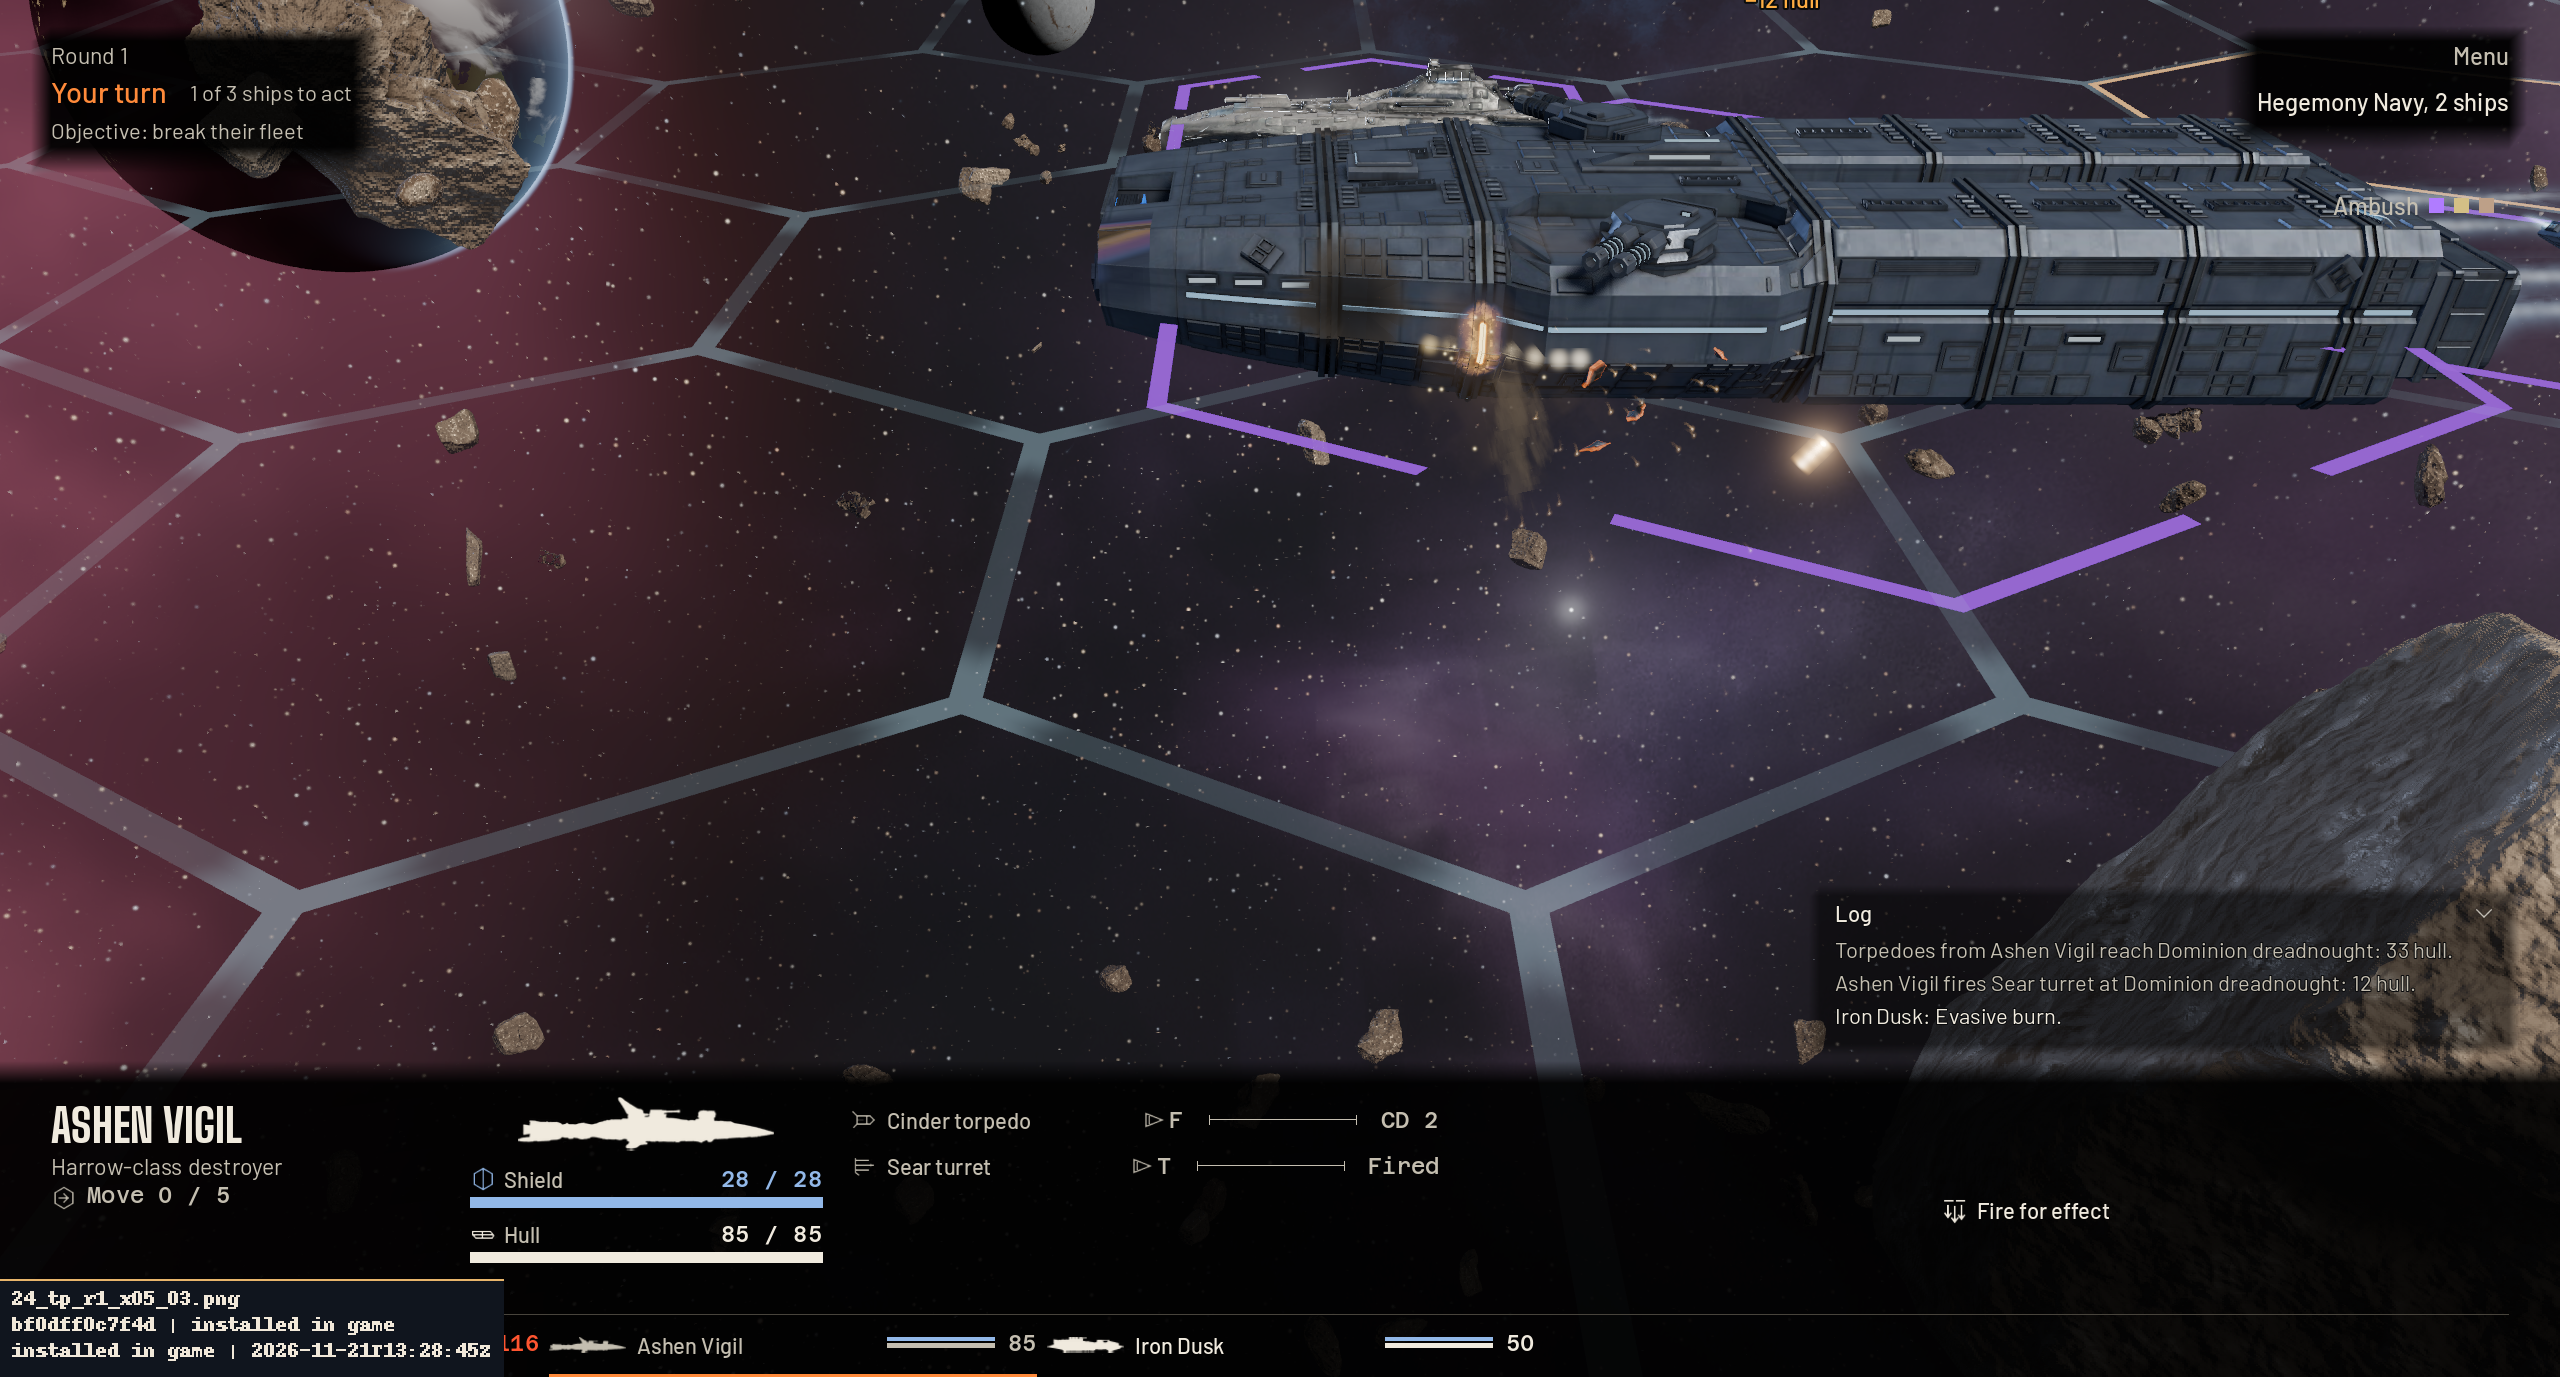 -12 hull
Round 1
Your turn 1 of 3 ships to act
Objective: break their fleet
Menu
Hegemony Navy, 2 ships
Ambush
Log
Torpedoes from Ashen Vigil reach Dominion dreadnought: 33 hull.
Ashen Vigil fires Sear turret at Dominion dreadnought: 12 hull.
Iron Dusk: Evasive burn.
ASHEN VIGIL
Harrow-class destroyer
Move 0 / 5
Shield 28 / 28
Hull 85 / 85
Cinder torpedo F CD 2
Sear turret T Fired
Fire for effect
24_tp_r1_x05_03.png
bf0dff0c7f4d | installed in game
installed in game | 2026-11-21T13:28:45Z
116 Ashen Vigil 85 Iron Dusk 50